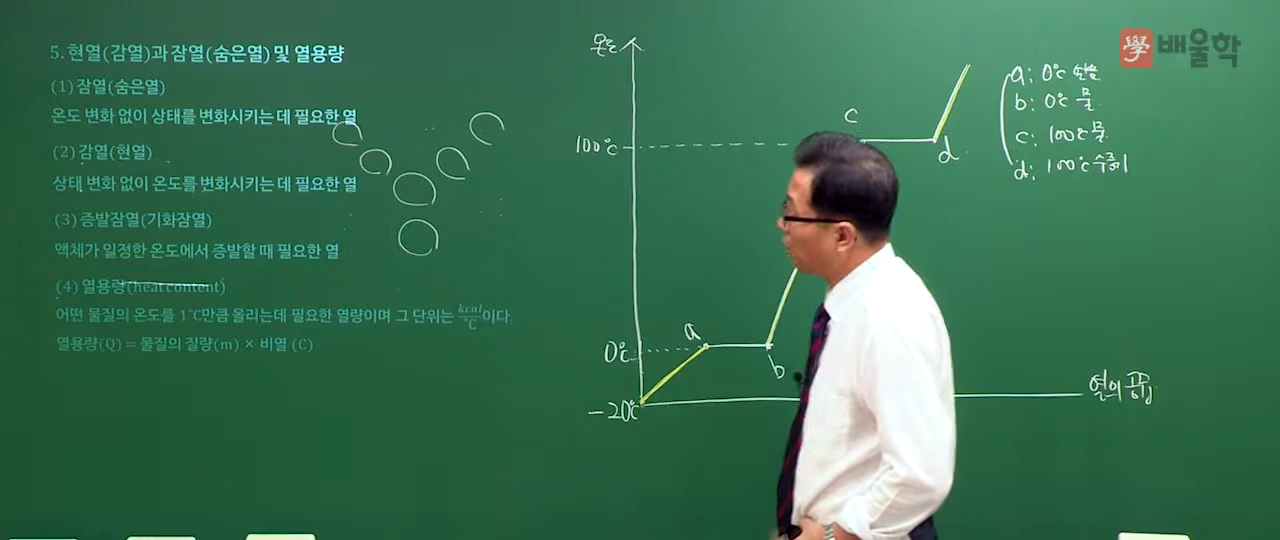 5. 현열(감열)과 잠열(숨은열) 및 열용량
(1) 잠열(숨은열)
온도 변화 없이 상태를 변화시키는 데 필요한 열
(2) 감열(현열)
상태 변화 없이 온도를 변화시키는 데 필요한 열
(3) 증발잠열(기화잠열)
액체가 일정한 온도에서 증발할 때 필요한 열
(4) 열용량(heat content)
어떤 물질의 온도를 1℃만큼 올리는데 필요한 열량이며 그 단위는 kcal/℃이다.
열용량(Q) = 물질의 질량(m) × 비열 (C)
온도
100℃
0℃
-20℃
a
b
c
d
열의 공급
a: 0℃ 얼음
b: 0℃ 물
c: 100℃ 물
d: 100℃ 수증기
學 배울학